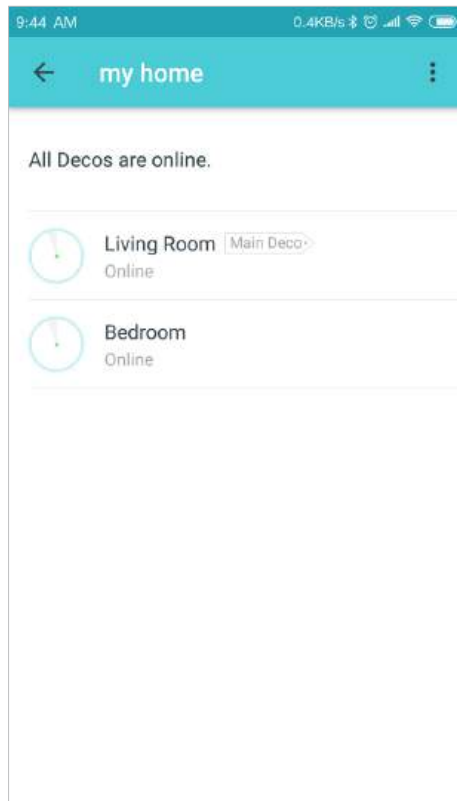 9:44 AM 0.4KB/s
my home
All Decos are online.
Living Room Main Deco
Online
Bedroom
Online